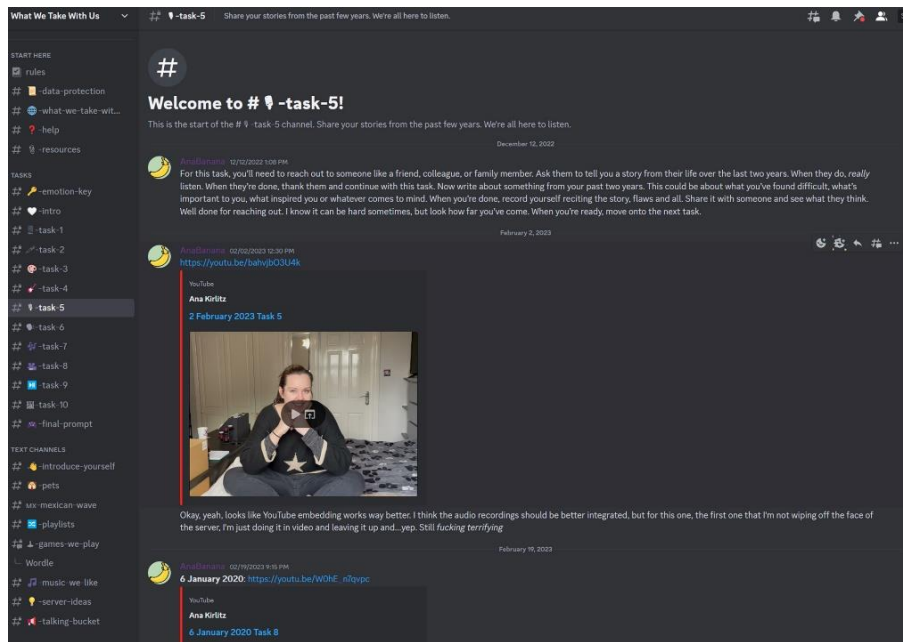 What We Take With Us
-task-5
Share your stories from the past few years. We're all here to listen.
START HERE
rules
-data-protection
-what-we-take-wit...
-help
-resources
TASKS
-emotion-key
-intro
-task-1
-task-2
-task-3
-task-4
-task-5
-task-6
-task-7
-task-8
-task-9
-task-10
-final-prompt
TEXT CHANNELS
-introduce-yourself
-pets
MX-mexican-wave
-playlists
-games-we-play
Wordle
music-we-like
-server-ideas
-talking-bucket
#
Welcome to # -task-5!
This is the start of the # -task-5 channel. Share your stories from the past few years. We're all here to listen.
December 12, 2022
AnaBanana 12/12/2022 1:08 PM
For this task, you'll need to reach out to someone like a friend, colleague, or family member. Ask them to tell you a story from their life over the last two years. When they do, really
listen. When they're done, thank them and continue with this task. Now write about something from your past two years. This could be about what you've found difficult, what's
important to you, what inspired you or whatever comes to mind. When you're done, record yourself reciting the story, flaws and all. Share it with someone and see what they think.
Well done for reaching out. I know it can be hard sometimes, but look how far you've come. When you're ready, move onto the next task.
February 2, 2023
AnaBanana 02/02/2023 12:30 PM
https://youtu.be/bahvjbO3U4k
YouTube
Ana Kirlitz
2 February 2023 Task 5
Okay, yeah, looks like YouTube embedding works way better. I think the audio recordings should be better integrated, but for this one, the first one that I'm not wiping off the face of
the server, I'm just doing it in video and leaving it up and...yep. Still fucking terrifying
February 19, 2023
AnaBanana 02/19/2023 9:15 PM
6 January 2020: https://youtu.be/W0hE_nTqvpc
YouTube
Ana Kirlitz
6 January 2020 Task 8